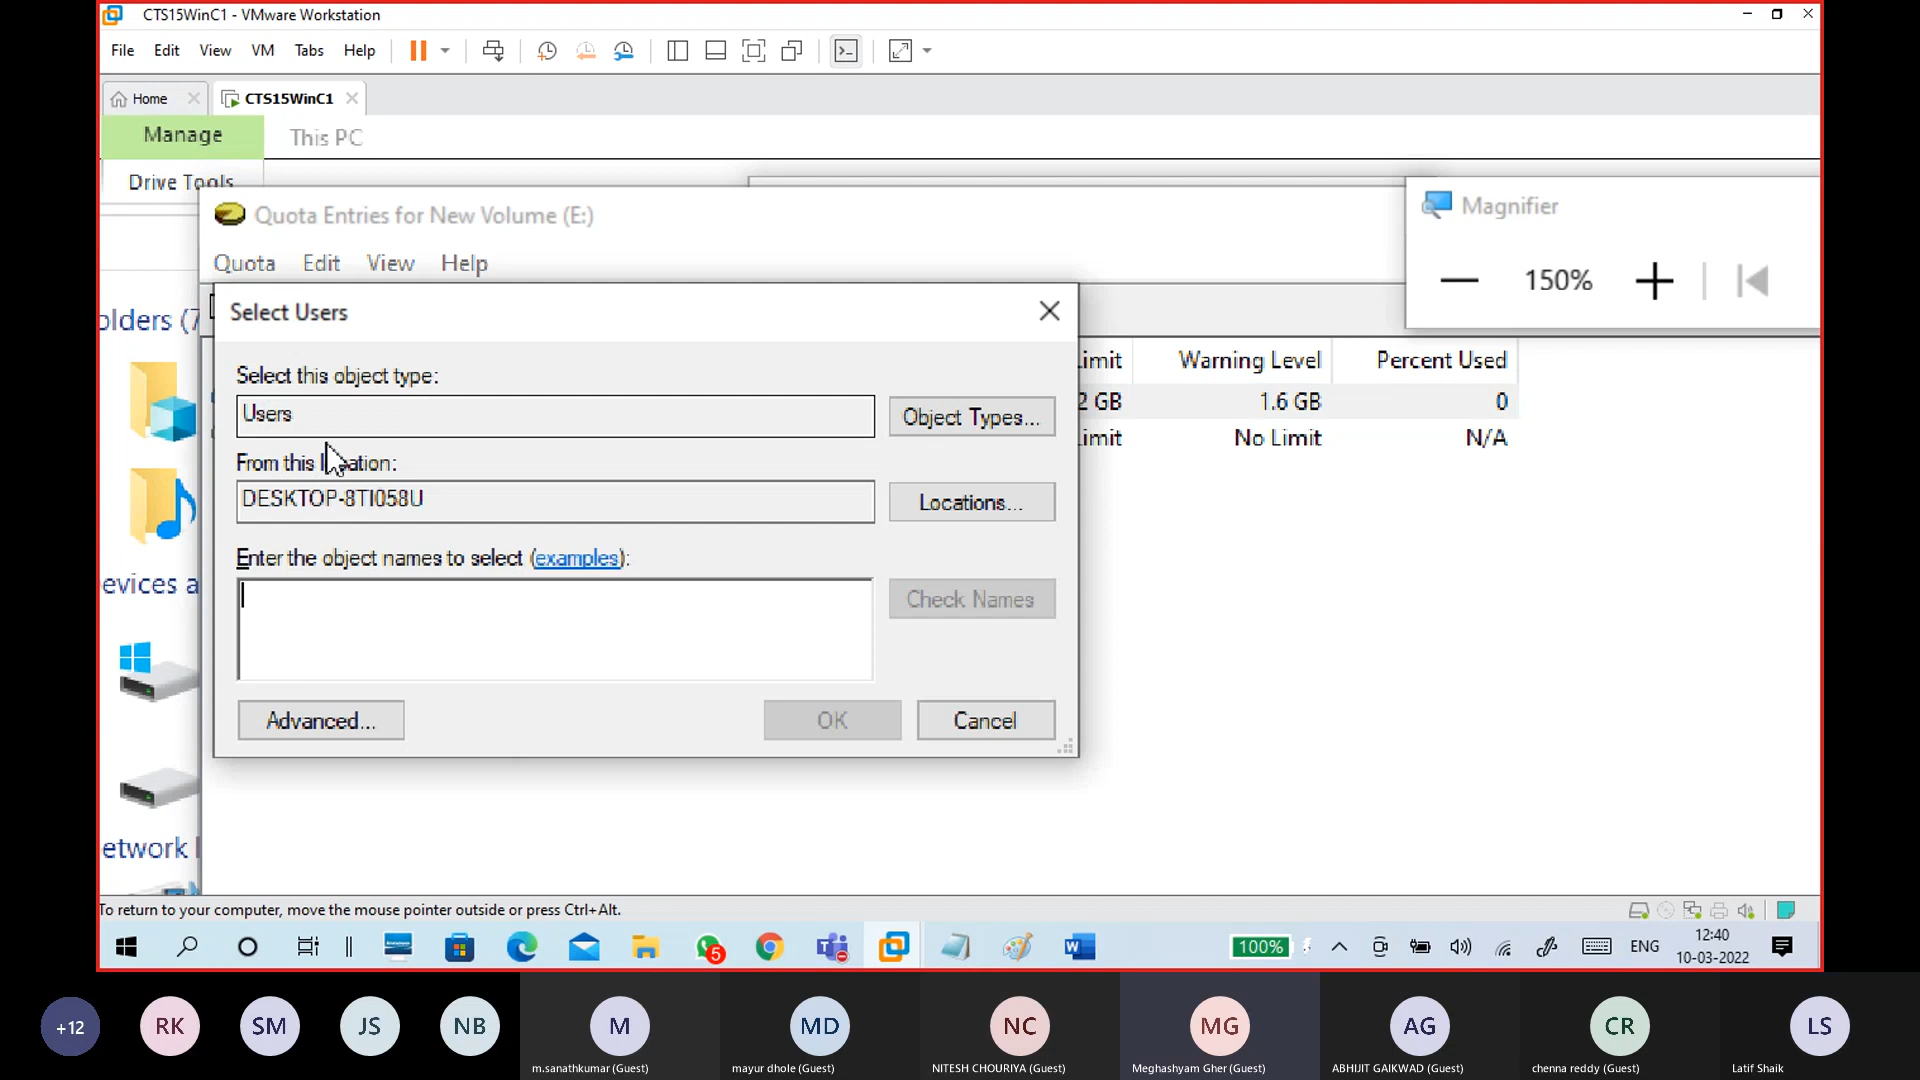 CTS15WinC1 - VMware Workstation
File Edit View VM Tabs Help
Home CTS15WinC1
Manage This PC
Drive Tools
Magnifier
Quota Entries for New Volume (E:)
Quota Edit View Help
150%
Select Users
olders (7
Select this object type:
imit Warning Level Percent Used
Users Object Types...
2 GB 1.6 GB 0
imit No Limit N/A
From this ation:
DESKTOP-8TI058U Locations...
Enter the object names to select (examples):
evices a
Check Names
Advanced... OK Cancel
etwork
To return to your computer, move the mouse pointer outside or press Ctrl+Alt.
5 W 100% ENG 12:40
10-03-2022
+12 RK SM JS NB M MD NC MG AG CR LS
m.sanathkumar (Guest) mayur dhole (Guest) NITESH CHOURIYA (Guest) Meghashyam Gher (Guest) ABHIJIT GAIKWAD (Guest) chenna reddy (Guest) Latif Shaik